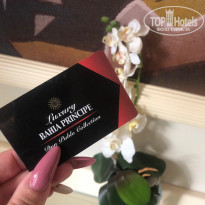 TOP Hotels
Luxury
BAHIA PRINCIPE
Don Pablo Collection